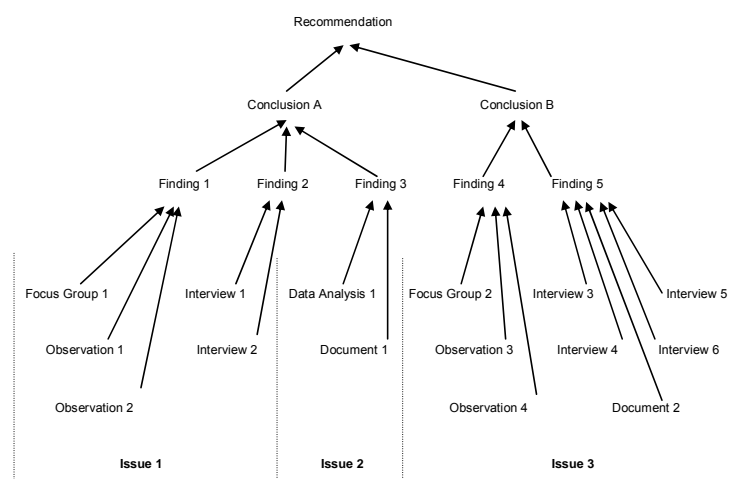 Recommendation
Conclusion A
Conclusion B
Finding 1
Finding 2
Finding 3
Finding 4
Finding 5
Focus Group 1
Interview 1
Data Analysis 1
Focus Group 2
Interview 3
Interview 5
Observation 1
Interview 2
Document 1
Observation 3
Interview 4
Interview 6
Observation 2
Observation 4
Document 2
Issue 1
Issue 2
Issue 3